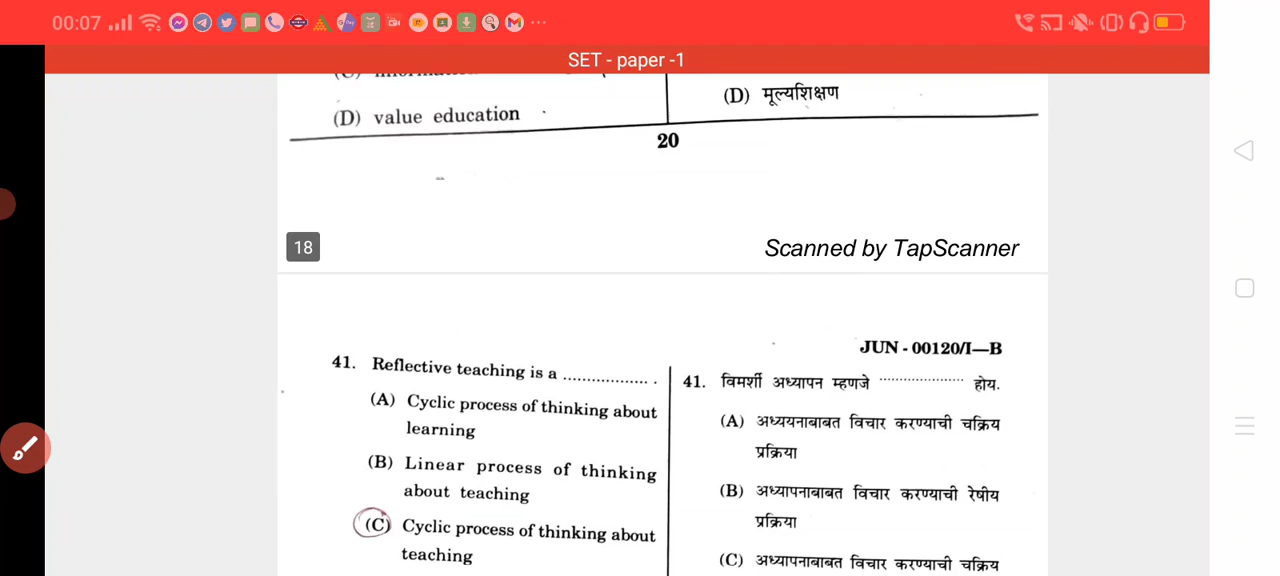 00:07
SET - paper -1
(D) value education
(D) मूल्यशिक्षण
20
18
Scanned by TapScanner
JUN - 00120/I—B
41. Reflective teaching is a ................... .
(A) Cyclic process of thinking about
learning
(B) Linear process of thinking
about teaching
(C) Cyclic process of thinking about
teaching
41. विमर्शी अध्यापन म्हणजे ................... होय.
(A) अध्ययनाबाबत विचार करण्याची चक्रिय
प्रक्रिया
(B) अध्यापनाबाबत विचार करण्याची रेषीय
प्रक्रिया
(C) अध्यापनाबाबत विचार करण्याची चक्रिय